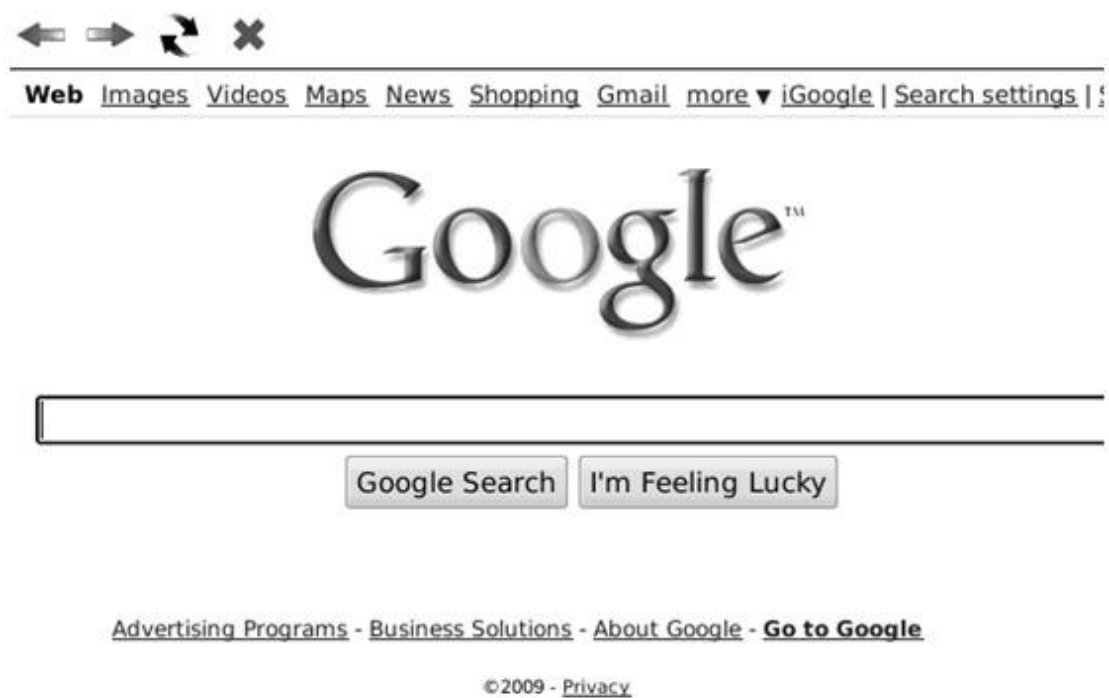 Web Images Videos Maps News Shopping Gmail more ▼ iGoogle | Search settings |
Google™
Google Search I'm Feeling Lucky
Advertising Programs - Business Solutions - About Google - Go to Google
©2009 - Privacy